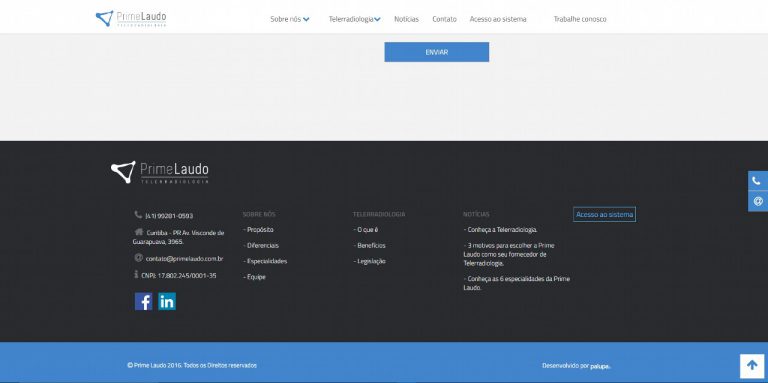 PrimeLaudo
TELERRADIOLOGIA
Sobre nós
Telerradiologia
Notícias
Contato
Acesso ao sistema
Trabalhe conosco
ENVIAR
PrimeLaudo
TELERRADIOLOGIA
(41) 99281-0593
Curitiba - PR Av. Visconde de
Guarapuava, 3965.
contato@primelaudo.com.br
CNPJ: 17.802.245/0001-35
SOBRE NÓS
- Propósito
- Diferenciais
- Especialidades
- Equipe
TELERRADIOLOGIA
- O que é
- Benefícios
- Legislação
NOTÍCIAS
- Conheça a Telerradiologia.
- 3 motivos para escolher a Prime
Laudo como seu fornecedor de
Telerradiologia.
- Conheça as 6 especialidades da Prime
Laudo.
Acesso ao sistema
© Prime Laudo 2016. Todos os Direitos reservados
Desenvolvido por palupa.